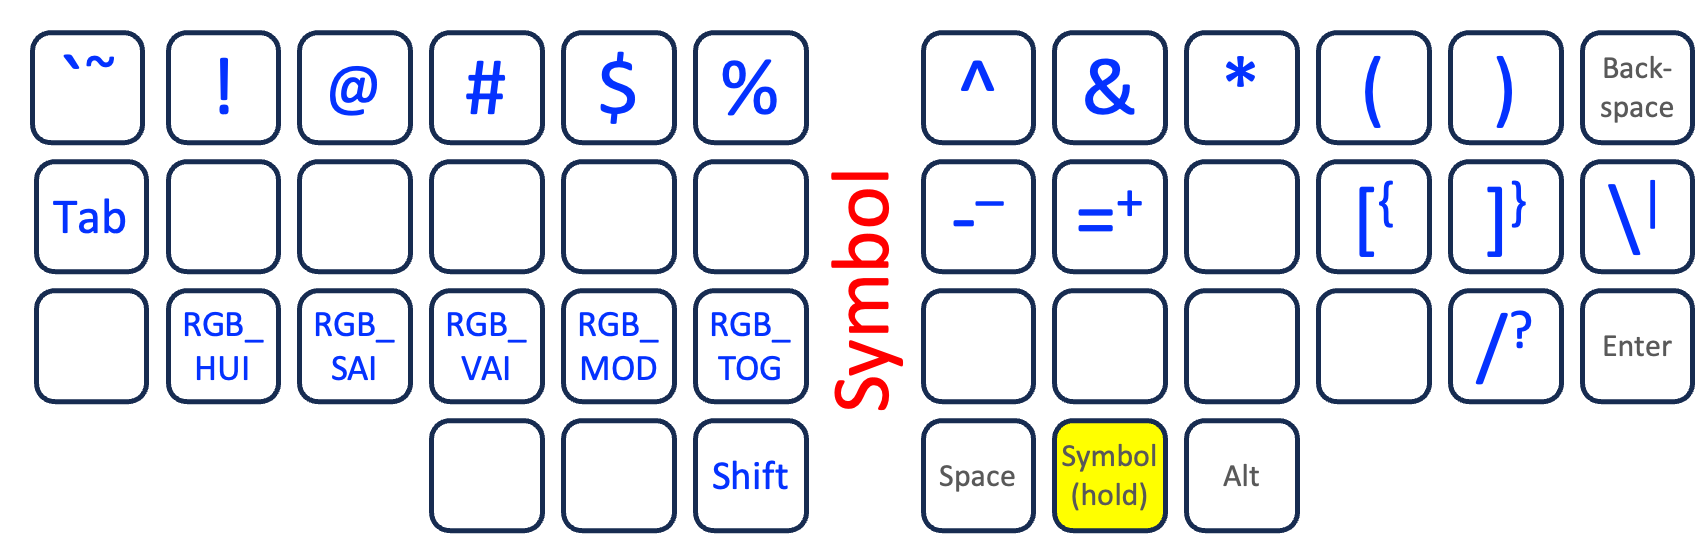 `~ ! @ # $ % ^ & * ( ) Back-
space
Tab -_ =+ [{ ]} \|
RGB_
HUI
RGB_
SAI
RGB_
VAI
RGB_
MOD
RGB_
TOG
/? Enter
Shift Space Symbol
(hold)
Alt
Symbol